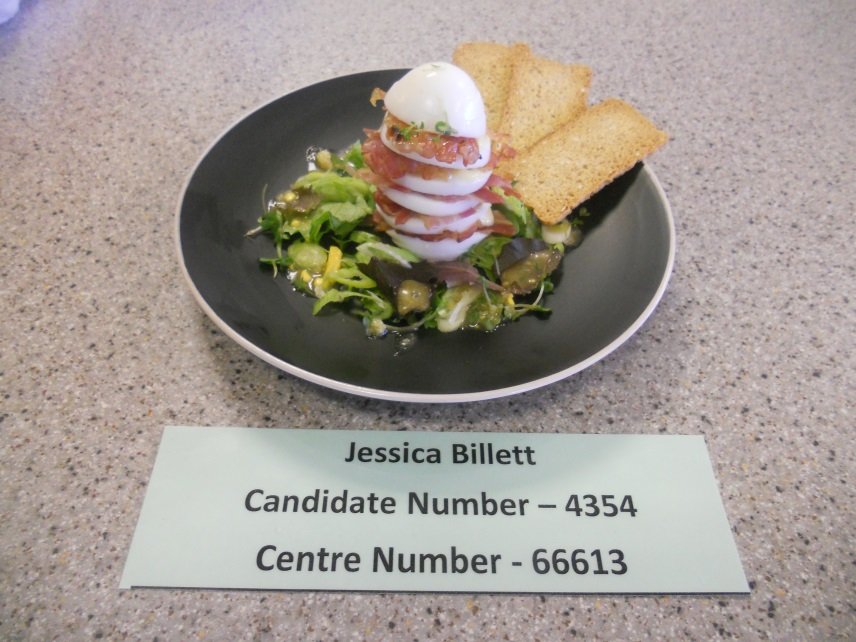 Jessica Billett
Candidate Number – 4354
Centre Number - 66613